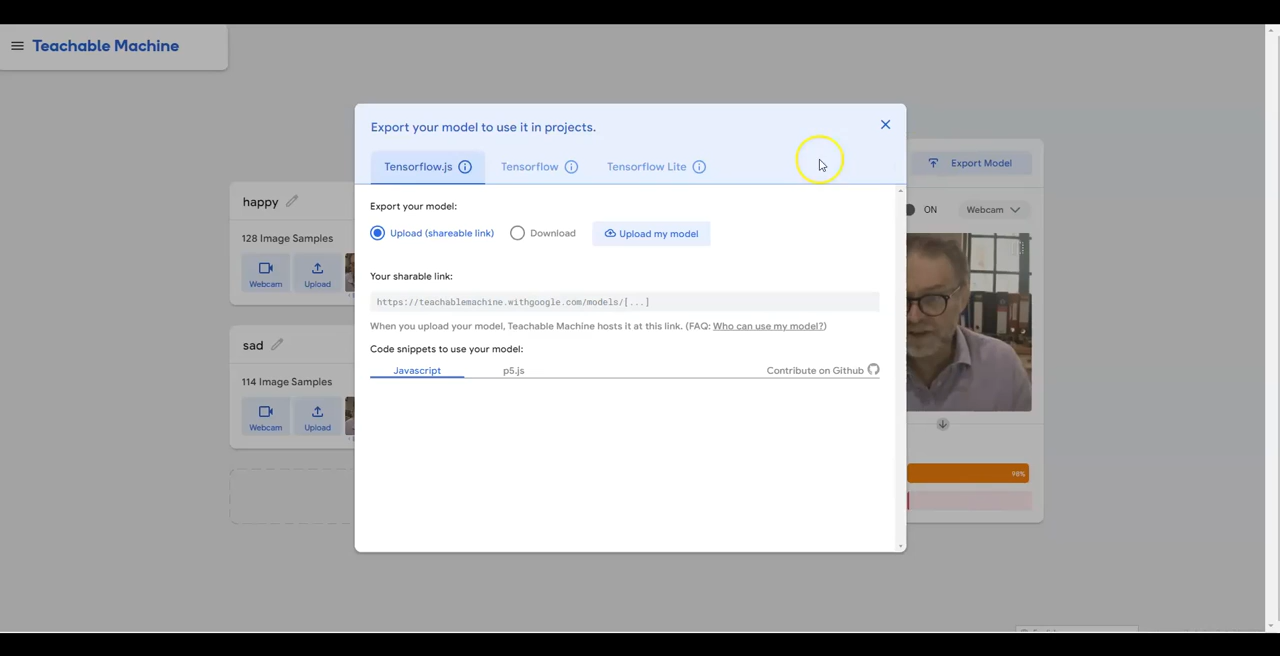 Teachable Machine
Export your model to use it in projects.
Tensorflow.js
Tensorflow
Tensorflow Lite
Export Model
happy
Export your model:
ON
Webcam
128 Image Samples
Upload (shareable link)
Download
Upload my model
Webcam
Upload
Your sharable link:
https://teachablemachine.withgoogle.com/models/[...]
When you upload your model, Teachable Machine hosts it at this link. (FAQ: Who can use my model?)
sad
Code snippets to use your model:
Javascript
p5.js
Contribute on Github
114 Image Samples
Webcam
Upload
98%